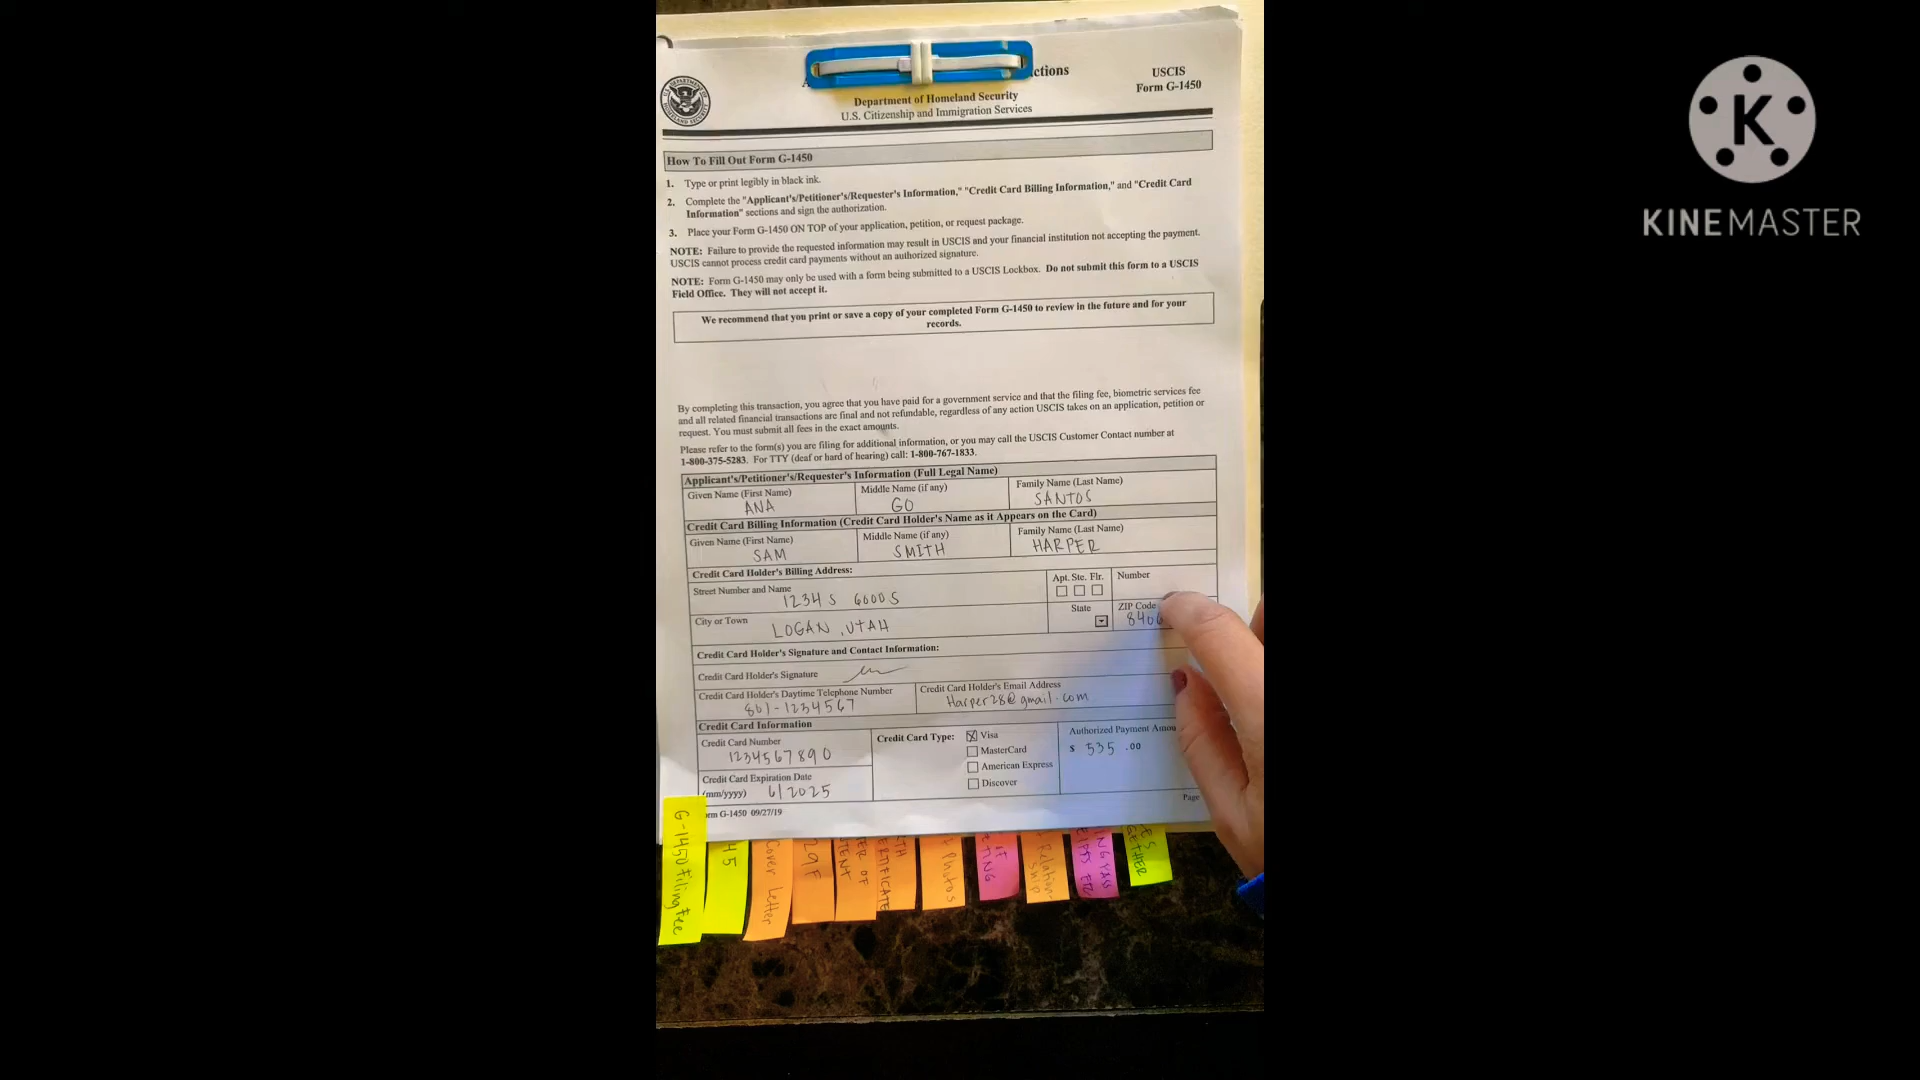 ctions
USCIS
Form G-1450
Department of Homeland Security
U.S. Citizenship and Immigration Services
K
KINEMASTER
How To Fill Out Form G-1450
1. Type or print legibly in black ink.
2. Complete the "Applicant's/Petitioner's/Requester's Information," "Credit Card Billing Information," and "Credit Card
Information" sections and sign the authorization.
3. Place your Form G-1450 ON TOP of your application, petition, or request package.
NOTE: Failure to provide the requested information may result in USCIS and your financial institution not accepting the payment.
USCIS cannot process credit card payments without an authorized signature.
NOTE: Form G-1450 may only be used with a form being submitted to a USCIS Lockbox. Do not submit this form to a USCIS
Field Office. They will not accept it.
We recommend that you print or save a copy of your completed Form G-1450 to review in the future and for your
records.
By completing this transaction, you agree that you have paid for a government service and that the filing fee, biometric services fee
and all related financial transactions are final and not refundable, regardless of any action USCIS takes on an application, petition or
request. You must submit all fees in the exact amounts.
Please refer to the form(s) you are filing for additional information, or you may call the USCIS Customer Contact number at
1-800-375-5283. For TTY (deaf or hard of hearing) call: 1-800-767-1833.
Applicant's/Petitioner's/Requester's Information (Full Legal Name)
Given Name (First Name) Middle Name (if any) Family Name (Last Name)
ANA GO SANTOS
Credit Card Billing Information (Credit Card Holder's Name as it Appears on the Card)
Given Name (First Name) Middle Name (if any) Family Name (Last Name)
SAM SMITH HARPER
Credit Card Holder's Billing Address:
Street Number and Name Apt. Ste. Flr. Number
1234 S 6000 S
City or Town State ZIP Code
LOGAN, UTAH 8406
Credit Card Holder's Signature and Contact Information:
Credit Card Holder's Signature
Credit Card Holder's Daytime Telephone Number Credit Card Holder's Email Address
801-1234567 Harper28@gmail.com
Credit Card Information
Credit Card Number Credit Card Type: Visa Authorized Payment Amou
1234567890 MasterCard $ 535.00
American Express
Credit Card Expiration Date Discover
(mm/yyyy) 6/2025
Page
orm G-1450 09/27/19
G-1450 Filing Fee
45
Cover Letter
29F
TER OF
TENT
TH
ERTIFICATE
Photos
OF
ETING
Relation-
ship
ETHER